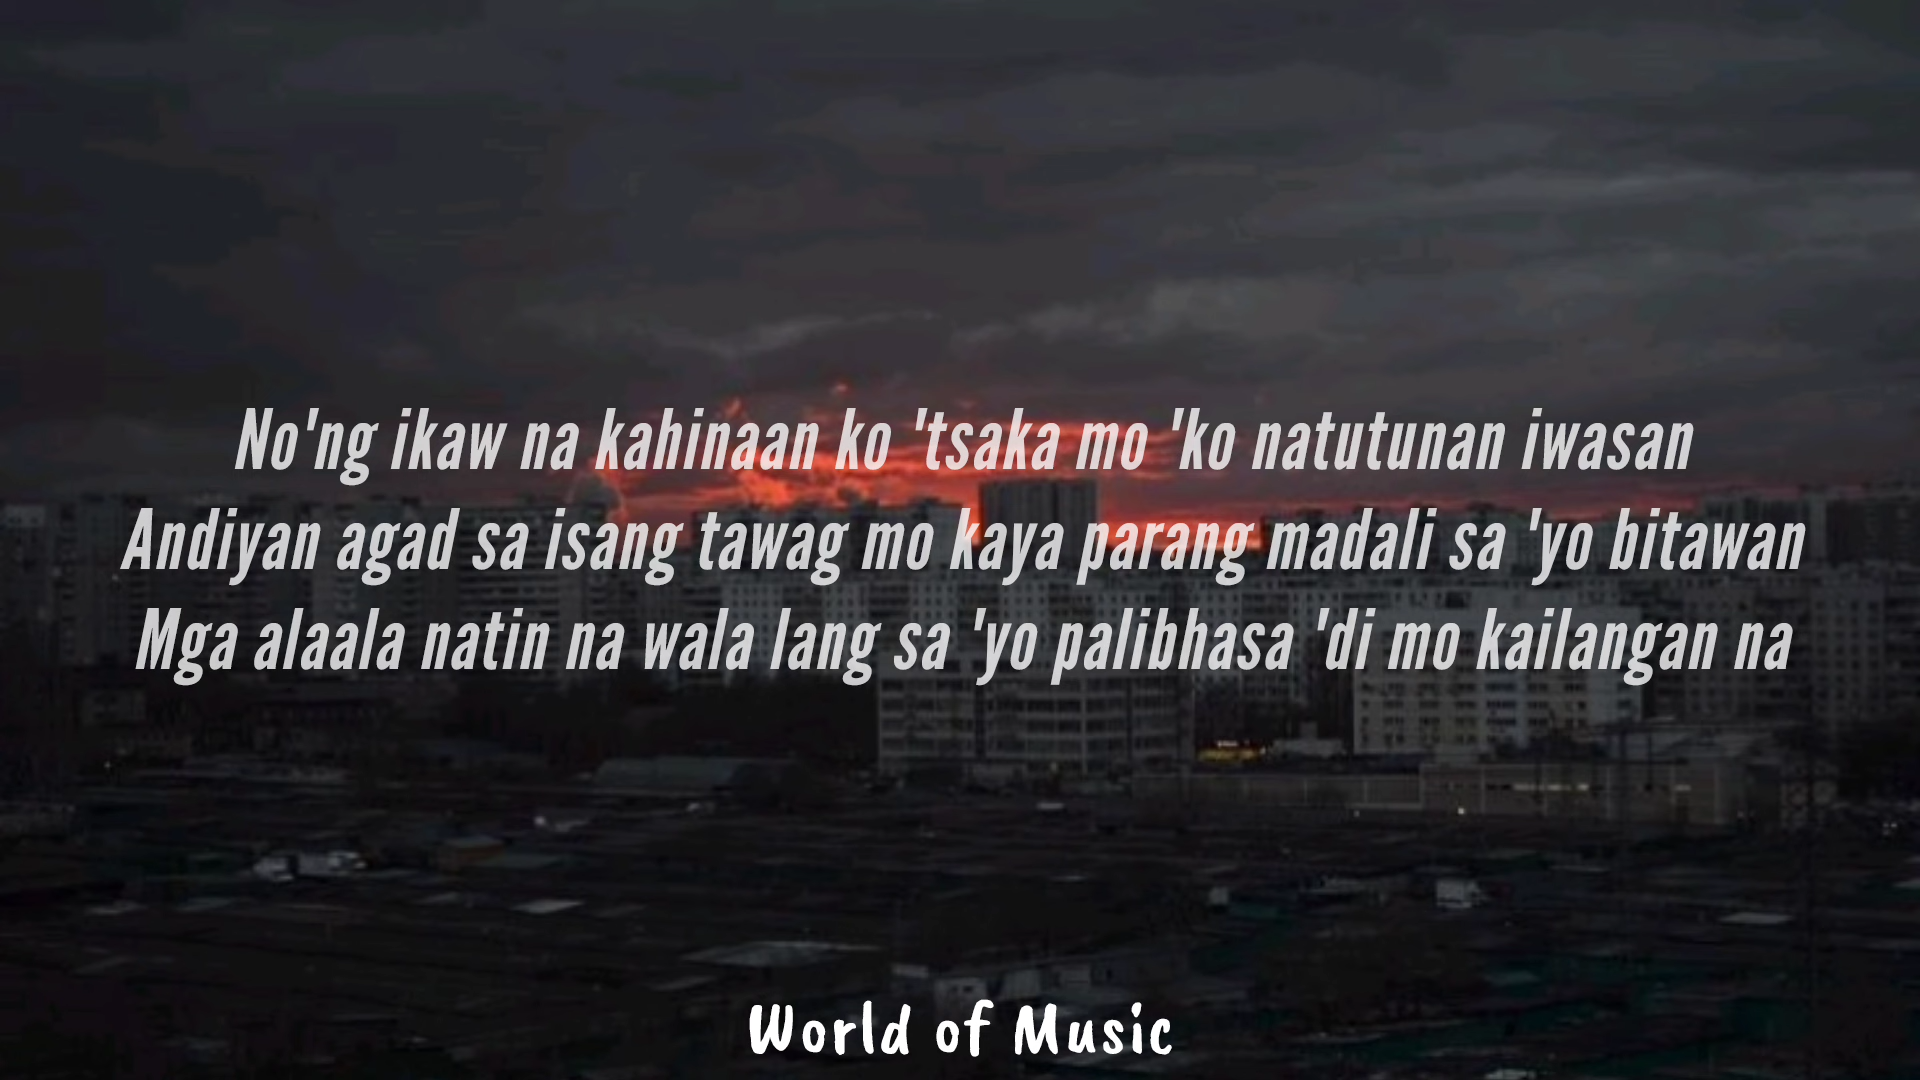 No'ng ikaw na kahinaan ko 'tsaka mo 'ko natutunan iwasan
Andiyan agad sa isang tawag mo kaya parang madali sa 'yo bitawan
Mga alaala natin na wala lang sa 'yo palibhasa 'di mo kailangan na
World of Music